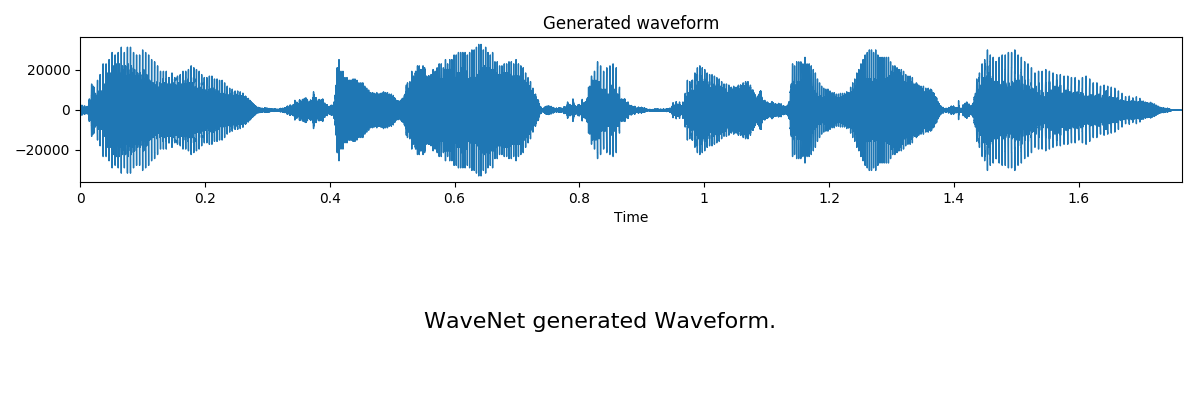 Generated waveform
20000
0
−20000
0 0.2 0.4 0.6 0.8 1 1.2 1.4 1.6
Time
WaveNet generated Waveform.